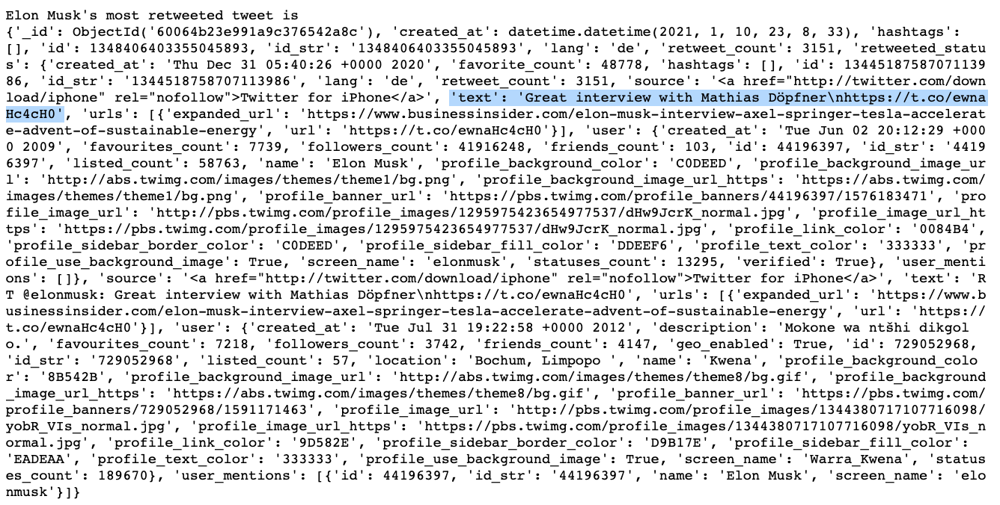 Elon Musk's most retweeted tweet is
{'_id': ObjectId('60064b23e991a9c376542a8c'), 'created_at': datetime.datetime(2021, 1, 10, 23, 8, 33), 'hashtags':
[], 'id': 1348406403355045893, 'id_str': '1348406403355045893', 'lang': 'de', 'retweet_count': 3151, 'retweeted_statu
s': {'created_at': 'Thu Dec 31 05:40:26 +0000 2020', 'favorite_count': 48778, 'hashtags': [], 'id': 13445187587071139
86, 'id_str': '1344518758707113986', 'lang': 'de', 'retweet_count': 3151, 'source': '<a href="http://twitter.com/down
load/iphone" rel="nofollow">Twitter for iPhone</a>', 'text': 'Great interview with Mathias Döpfner\nhttps://t.co/ewna
Hc4cH0', 'urls': [{'expanded_url': 'https://www.businessinsider.com/elon-musk-interview-axel-springer-tesla-accelerat
e-advent-of-sustainable-energy', 'url': 'https://t.co/ewnaHc4cH0'}], 'user': {'created_at': 'Tue Jun 02 20:12:29 +000
0 2009', 'favourites_count': 7739, 'followers_count': 41916248, 'friends_count': 103, 'id': 44196397, 'id_str': '4419
6397', 'listed_count': 58763, 'name': 'Elon Musk', 'profile_background_color': 'C0DEED', 'profile_background_image_ur
l': 'http://abs.twimg.com/images/themes/theme1/bg.png', 'profile_background_image_url_https': 'https://abs.twimg.com/
images/themes/theme1/bg.png', 'profile_banner_url': 'https://pbs.twimg.com/profile_banners/44196397/1576183471', 'pro
file_image_url': 'http://pbs.twimg.com/profile_images/1295975423654977537/dHw9JcrK_normal.jpg', 'profile_image_url_ht
tps': 'https://pbs.twimg.com/profile_images/1295975423654977537/dHw9JcrK_normal.jpg', 'profile_link_color': '0084B4',
'profile_sidebar_border_color': 'C0DEED', 'profile_sidebar_fill_color': 'DDEEF6', 'profile_text_color': '333333', 'pr
ofile_use_background_image': True, 'screen_name': 'elonmusk', 'statuses_count': 13295, 'verified': True}, 'user_menti
ons': []}, 'source': '<a href="http://twitter.com/download/iphone" rel="nofollow">Twitter for iPhone</a>', 'text': 'R
T @elonmusk: Great interview with Mathias Döpfner\nhttps://t.co/ewnaHc4cH0', 'urls': [{'expanded_url': 'https://www.b
usinessinsider.com/elon-musk-interview-axel-springer-tesla-accelerate-advent-of-sustainable-energy', 'url': 'https://
t.co/ewnaHc4cH0'}], 'user': {'created_at': 'Tue Jul 31 19:22:58 +0000 2012', 'description': 'Mokone wa ntšhi dikgol
o.', 'favourites_count': 7218, 'followers_count': 3742, 'friends_count': 4147, 'geo_enabled': True, 'id': 729052968,
'id_str': '729052968', 'listed_count': 57, 'location': 'Bochum, Limpopo ', 'name': 'Kwena', 'profile_background_colo
r': '8B542B', 'profile_background_image_url': 'http://abs.twimg.com/images/themes/theme8/bg.gif', 'profile_background
_image_url_https': 'https://abs.twimg.com/images/themes/theme8/bg.gif', 'profile_banner_url': 'https://pbs.twimg.com/
profile_banners/729052968/1591171463', 'profile_image_url': 'http://pbs.twimg.com/profile_images/1344380717107716098/
yobR_VIs_normal.jpg', 'profile_image_url_https': 'https://pbs.twimg.com/profile_images/1344380717107716098/yobR_VIs_n
ormal.jpg', 'profile_link_color': '9D582E', 'profile_sidebar_border_color': 'D9B17E', 'profile_sidebar_fill_color':
'EADEAA', 'profile_text_color': '333333', 'profile_use_background_image': True, 'screen_name': 'Warra_Kwena', 'status
es_count': 189670}, 'user_mentions': [{'id': 44196397, 'id_str': '44196397', 'name': 'Elon Musk', 'screen_name': 'elo
nmusk'}]}